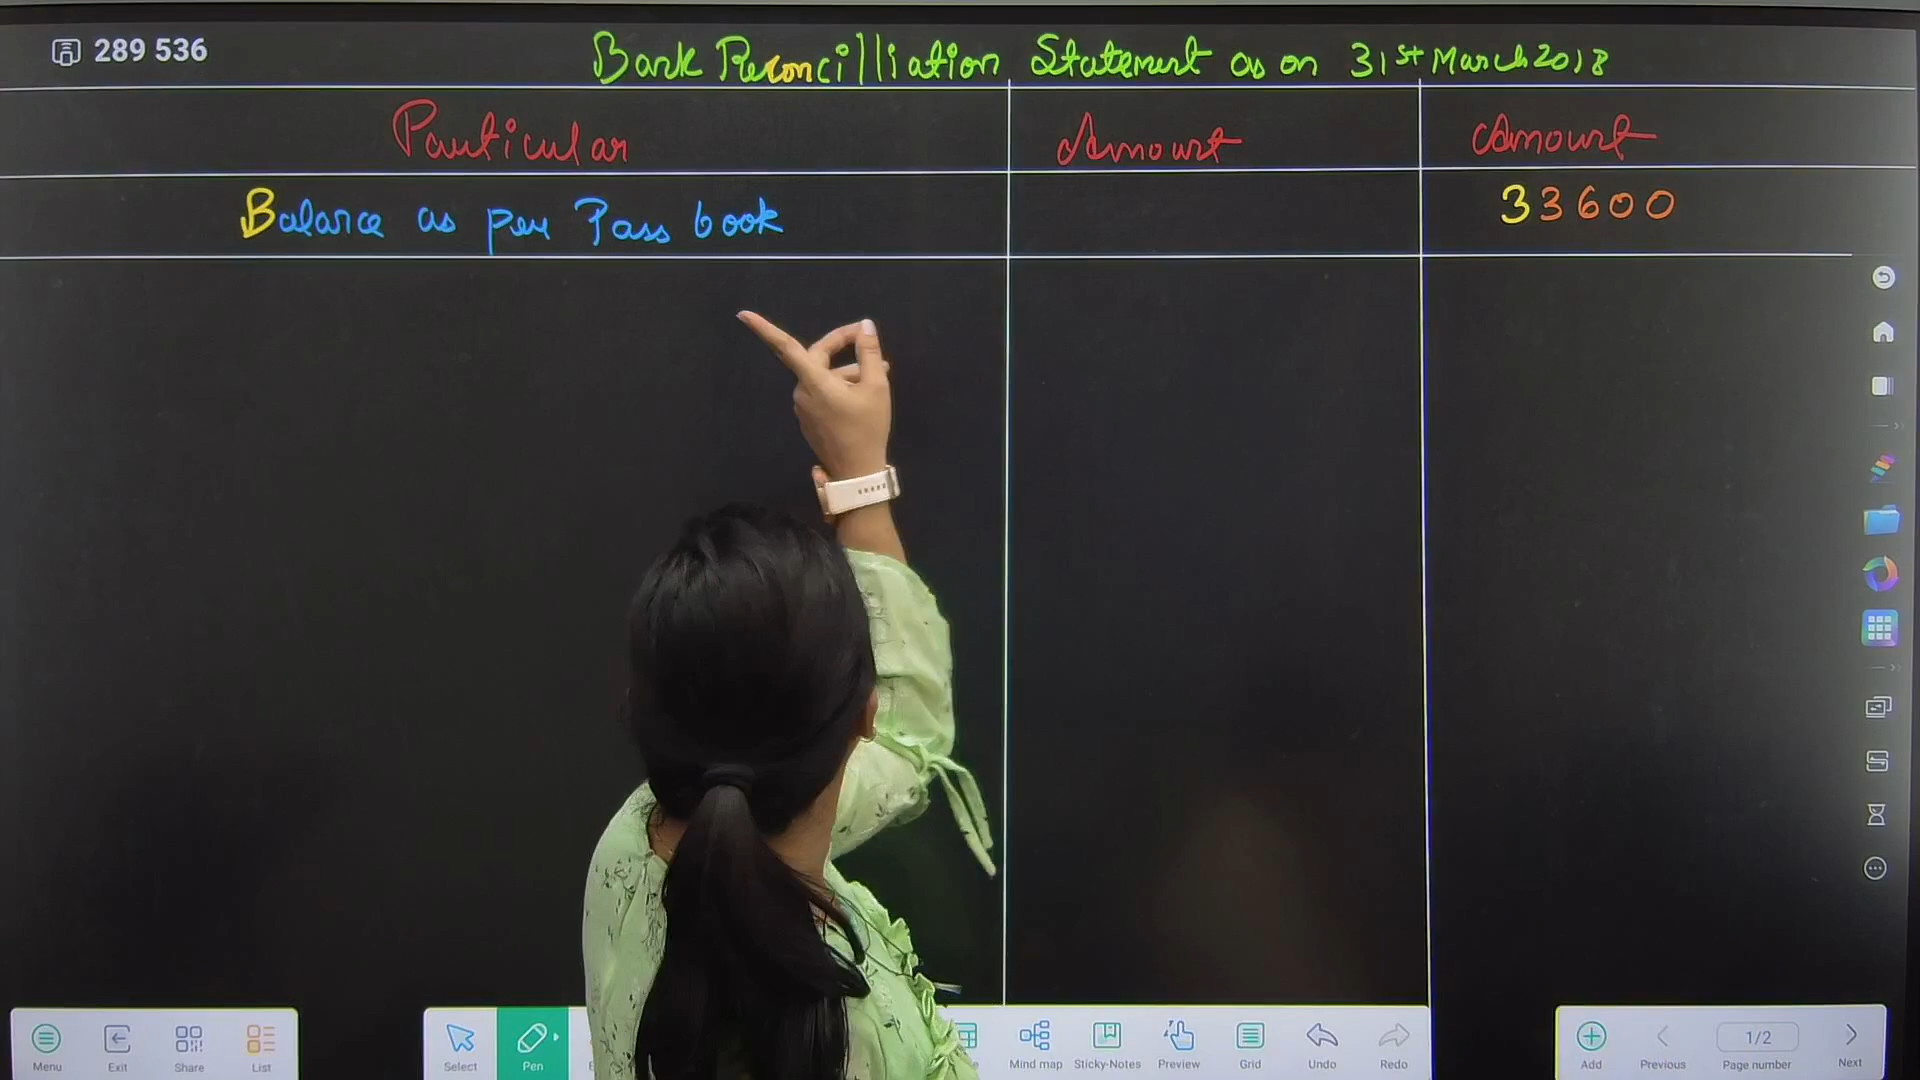 289 536
Bank Reconcilliation Statement as on 31st March 2018
Particular Amount Amount
Balance as per Pass book 33600
Menu Exit Share List Select Pen Mind map Sticky-Notes Preview Grid Undo Redo Add Previous 1/2 Page number Next